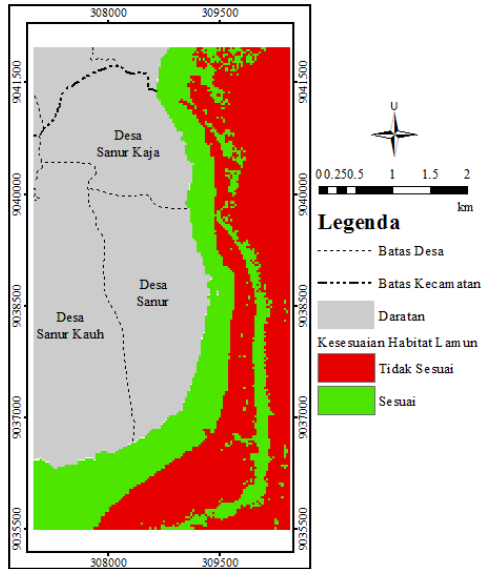 308000 309500
9041500
9041500
9040000
9040000
9038500
9038500
9037000
9037000
9035500
9035500
Desa
Sanur Kaja
Desa
Sanur
Desa
Sanur Kauh
308000 309500
U
0 0.25 0.5 1 1.5 2
km
Legenda
Batas Desa
Batas Kecamatan
Daratan
Kesesuaian Habitat Lamun
Tidak Sesuai
Sesuai